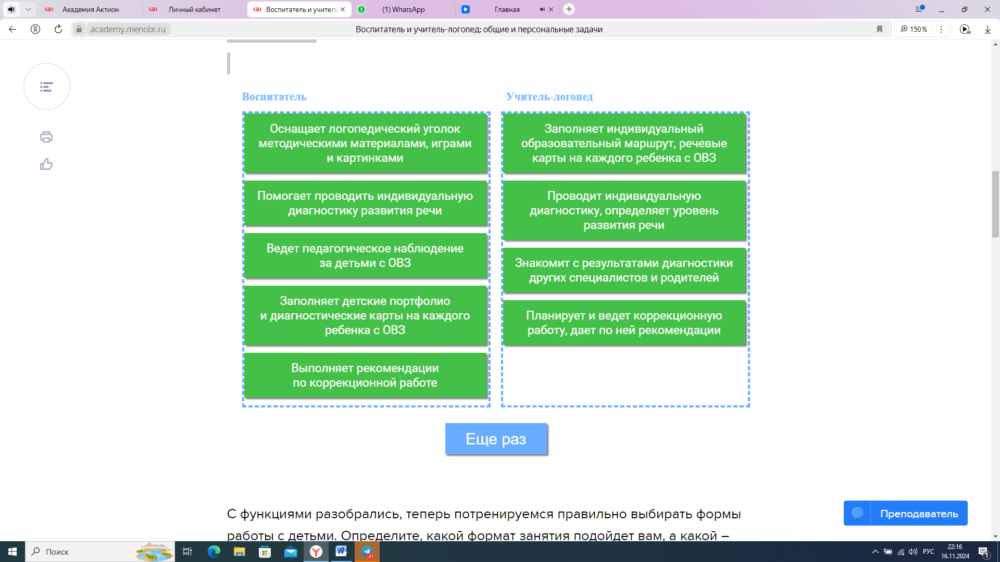 Академия Актион
Личный кабинет
Воспитатель и учитель
1
(1) WhatsApp
Главная
Я
academy.menobr.ru
Воспитатель и учитель-логопед: общие и персональные задачи
150 %
Воспитатель
Оснащает логопедический уголок
методическими материалами, играми
и картинками
Помогает проводить индивидуальную
диагностику развития речи
Ведет педагогическое наблюдение
за детьми с ОВЗ
Заполняет детские портфолио
и диагностические карты на каждого
ребенка с ОВЗ
Выполняет рекомендации
по коррекционной работе
Учитель-логопед
Заполняет индивидуальный
образовательный маршрут, речевые
карты на каждого ребенка с ОВЗ
Проводит индивидуальную
диагностику, определяет уровень
развития речи
Знакомит с результатами диагностики
других специалистов и родителей
Планирует и ведет коррекционную
работу, дает по ней рекомендации
Еще раз
С функциями разобрались, теперь потренируемся правильно выбирать формы
работы с детьми. Определите, какой формат занятия подойдет вам, а какой –
Преподаватель
Поиск
41
РУС
22:16
16.11.2024
1